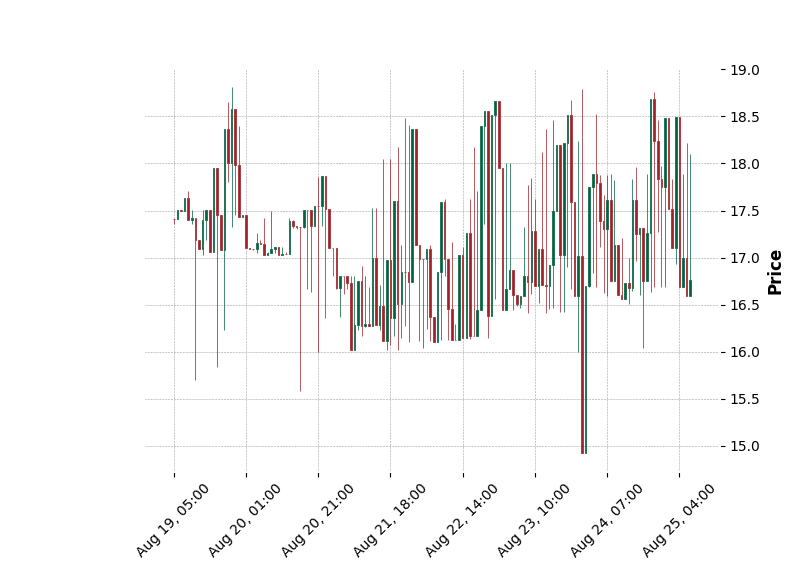 19.0
18.5
18.0
17.5
17.0
16.5
16.0
15.5
15.0
Price
Aug 19, 05:00
Aug 20, 01:00
Aug 20, 21:00
Aug 21, 18:00
Aug 22, 14:00
Aug 23, 10:00
Aug 24, 07:00
Aug 25, 04:00